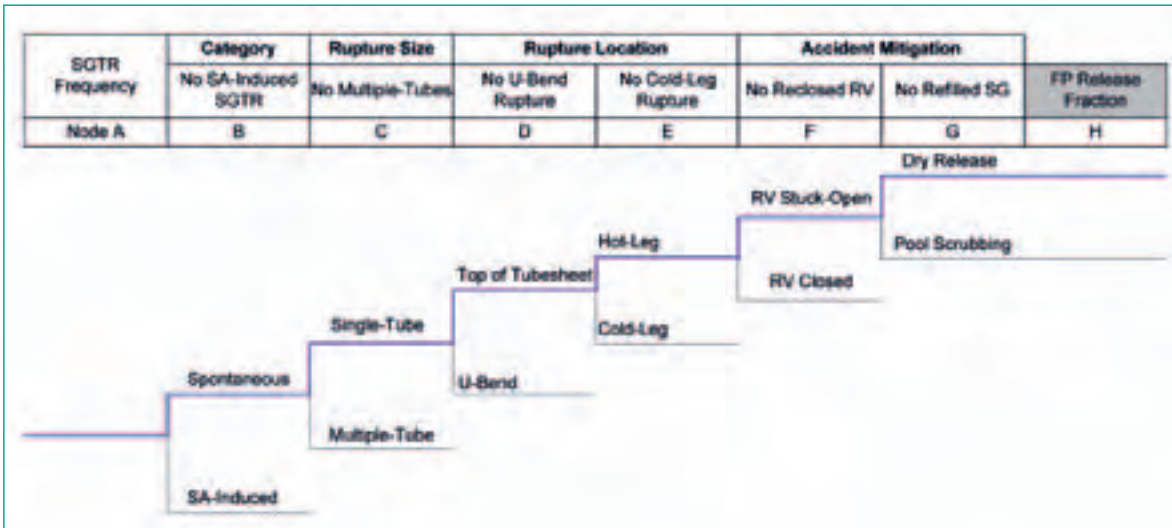 SGTR
Frequency
Category
Rupture Size
Rupture Location
Accident Mitigation
No SA-Induced
SGTR
No Multiple-Tubes
No U-Bend
Rupture
No Cold-Leg
Rupture
No Reclosed RV
No Refilled SG
FP Release
Fraction
Node A
B
C
D
E
F
G
H
Dry Release
RV Stuck-Open
Hot-Leg
Pool Scrubbing
Top of Tubesheet
RV Closed
Single-Tube
Cold-Leg
Spontaneous
U-Bend
Multiple-Tube
SA-Induced